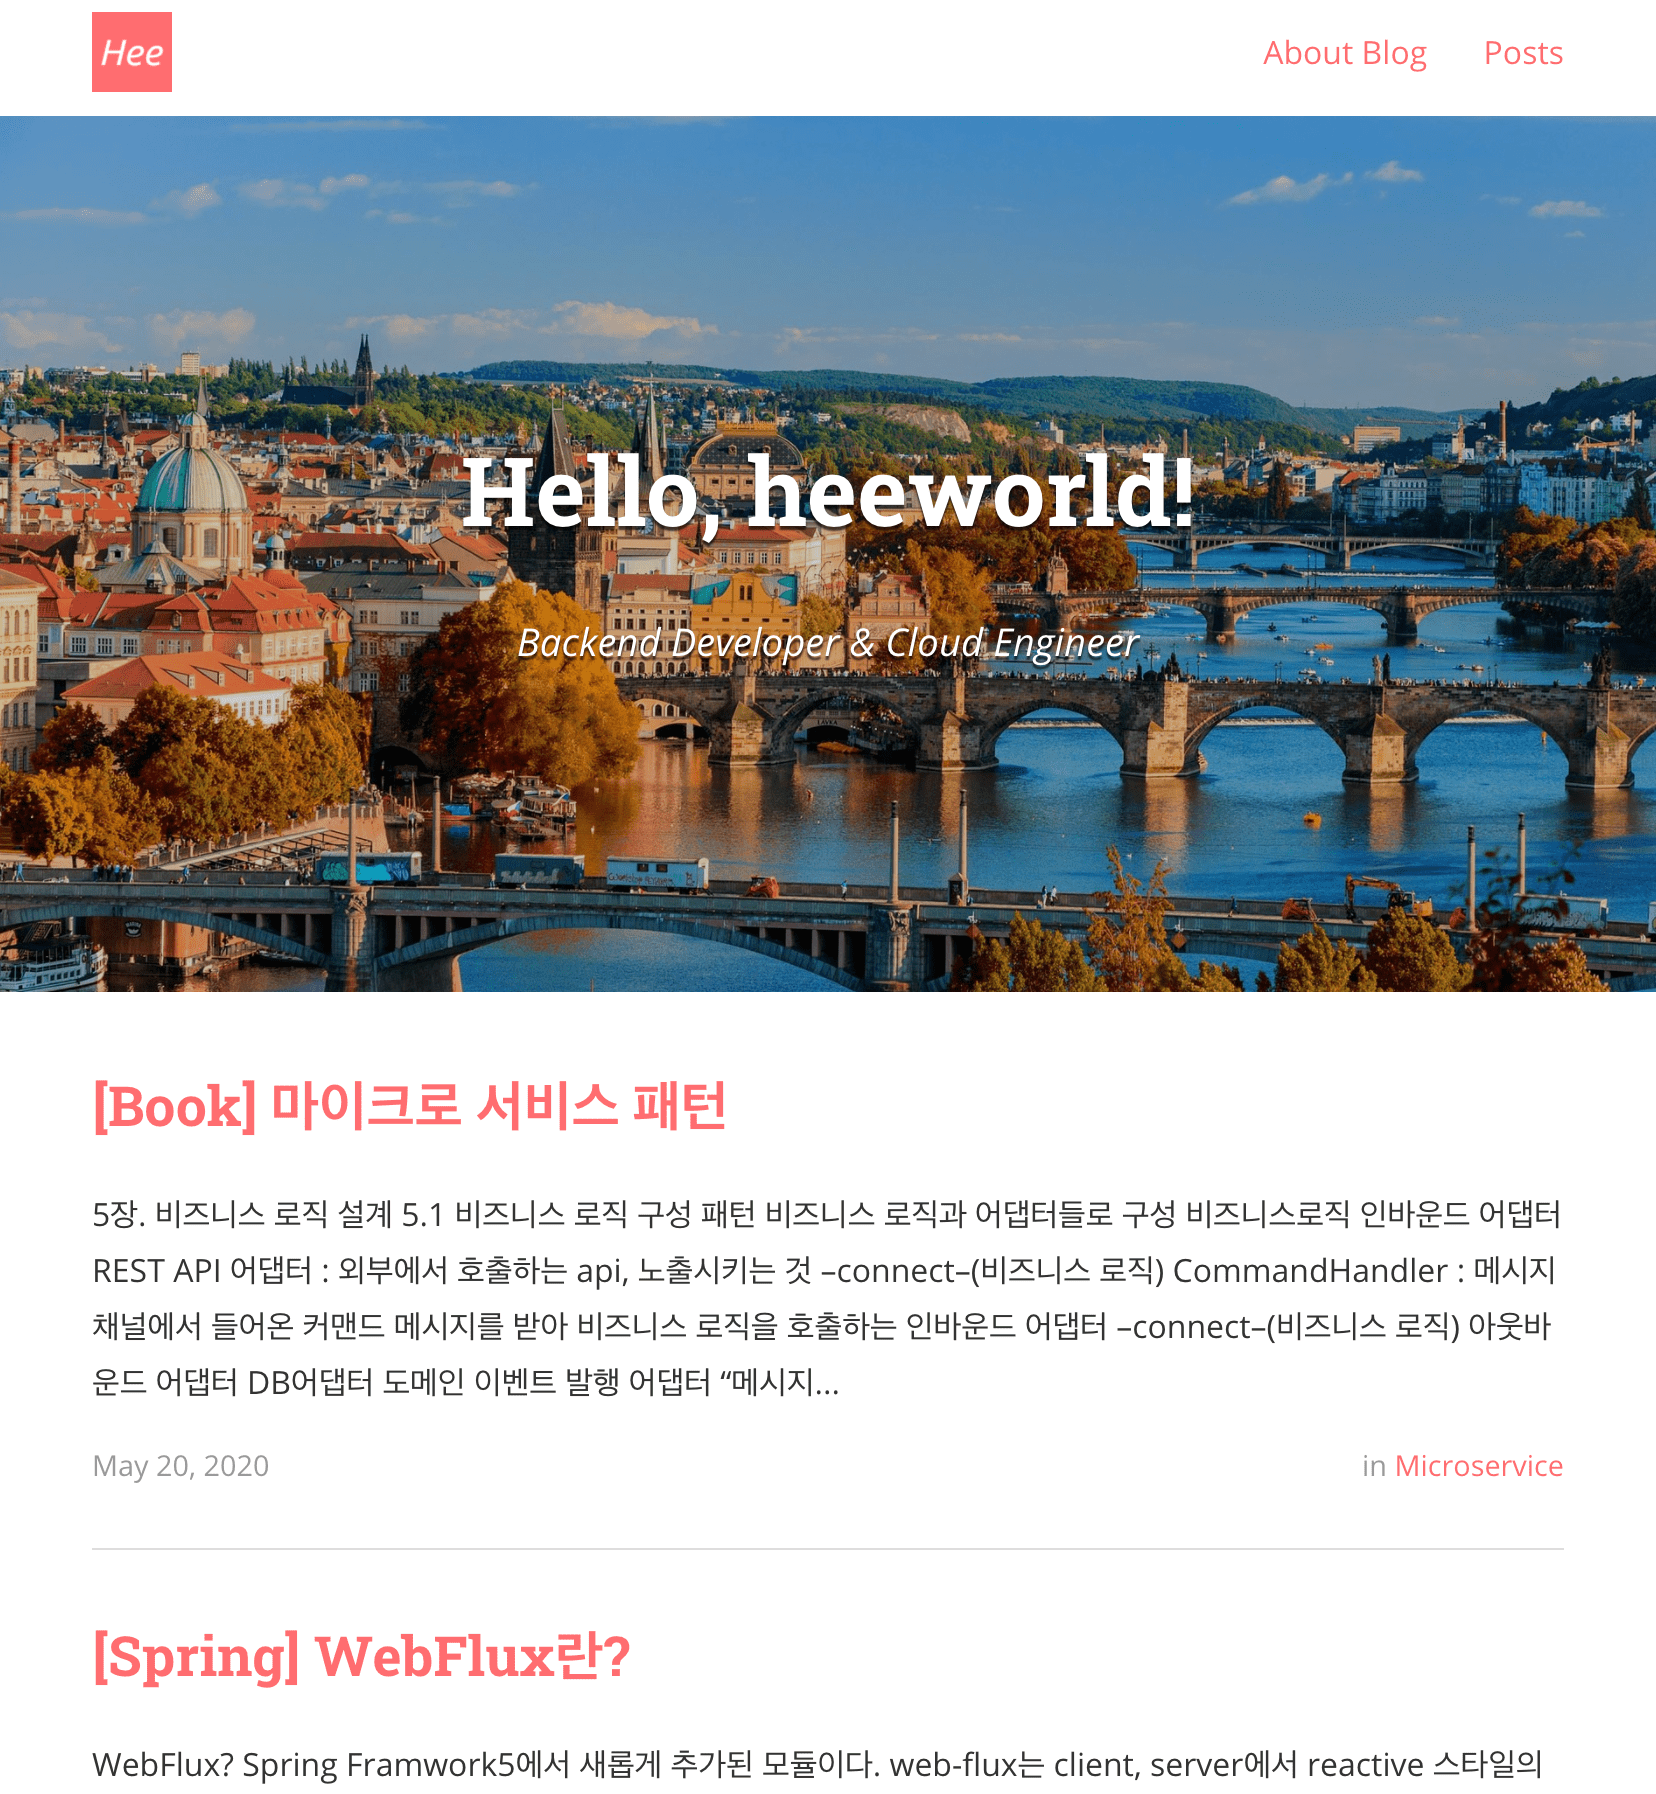 Hee
About Blog
Posts
Hello, heeworld!
Backend Developer & Cloud Engineer
LÁVKA
[Book] 마이크로 서비스 패턴
5장. 비즈니스 로직 설계 5.1 비즈니스 로직 구성 패턴 비즈니스 로직과 어댑터들로 구성 비즈니스로직 인바운드 어댑터
REST API 어댑터 : 외부에서 호출하는 api, 노출시키는 것 –connect–(비즈니스 로직) CommandHandler : 메시지
채널에서 들어온 커맨드 메시지를 받아 비즈니스 로직을 호출하는 인바운드 어댑터 –connect–(비즈니스 로직) 아웃바
운드 어댑터 DB어댑터 도메인 이벤트 발행 어댑터 “메시지...
May 20, 2020
in Microservice
[Spring] WebFlux란?
WebFlux? Spring Framwork5에서 새롭게 추가된 모듈이다. web-flux는 client, server에서 reactive 스타일의